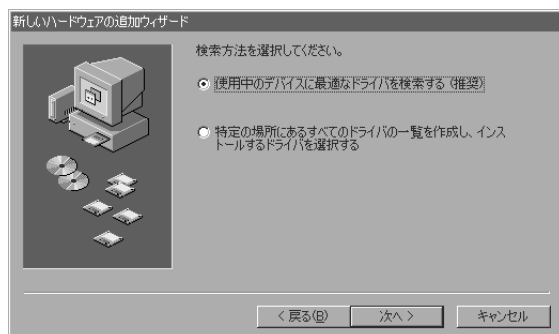 新しいハードウェアの追加ウィザード
検索方法を選択してください。
使用中のデバイスに最適なドライバを検索する (推奨)
特定の場所にあるすべてのドライバの一覧を作成し、インス
トールするドライバを選択する
< 戻る(B)
次へ >
キャンセル